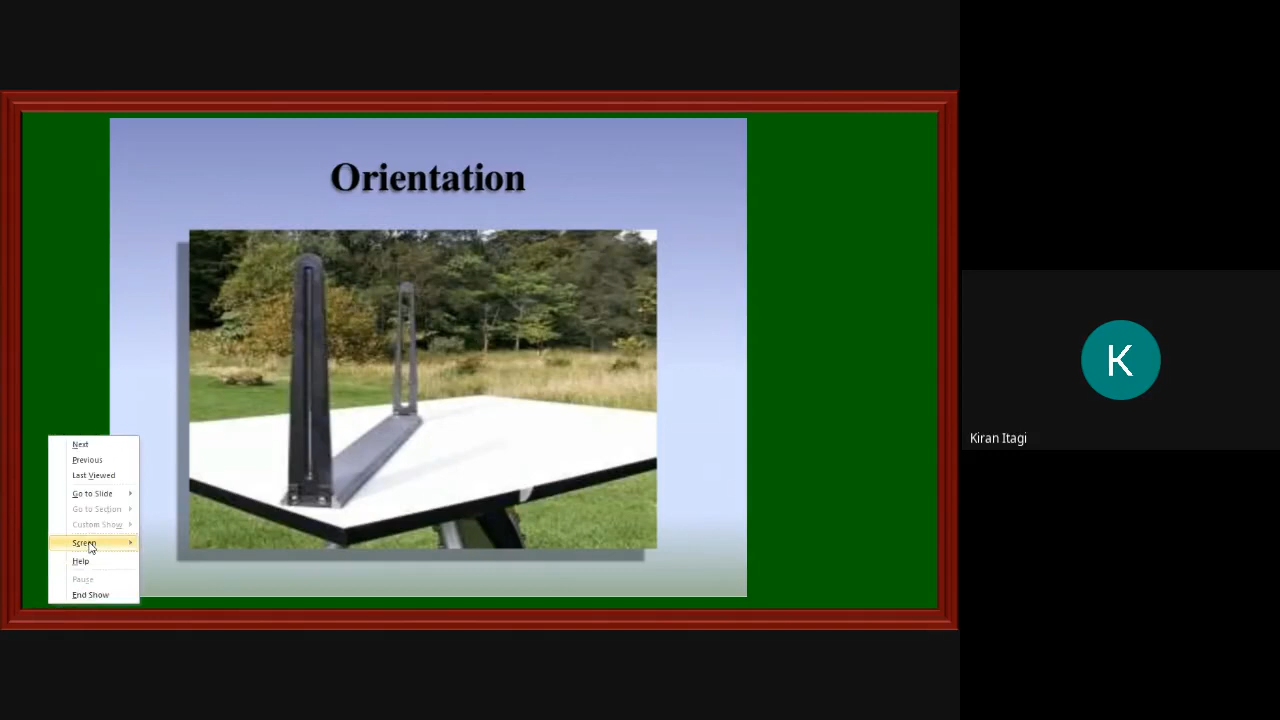 Orientation
Next
Previous
Last Viewed
Go to Slide
Go to Section
Custom Show
Screen
Help
Pause
End Show
K
Kiran Itagi